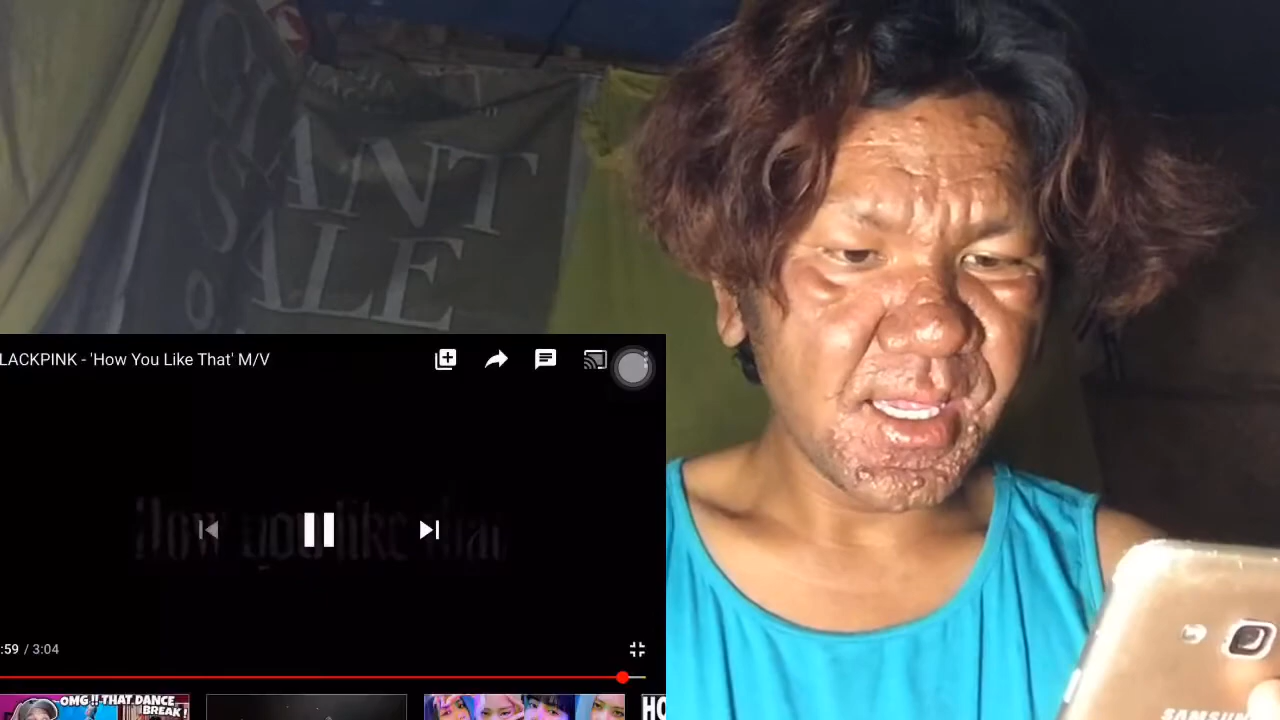 ANT
SALE
LACKPINK - 'How You Like That' M/V
How you like that
:59 / 3:04
OMG !! THAT DANCE
BREAK !
HO
SAMSUNG